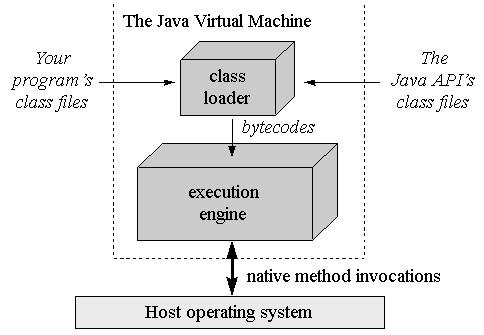 The Java Virtual Machine
Your
program's
class files
class
loader
The
Java API's
class files
bytecodes
execution
engine
native method invocations
Host operating system